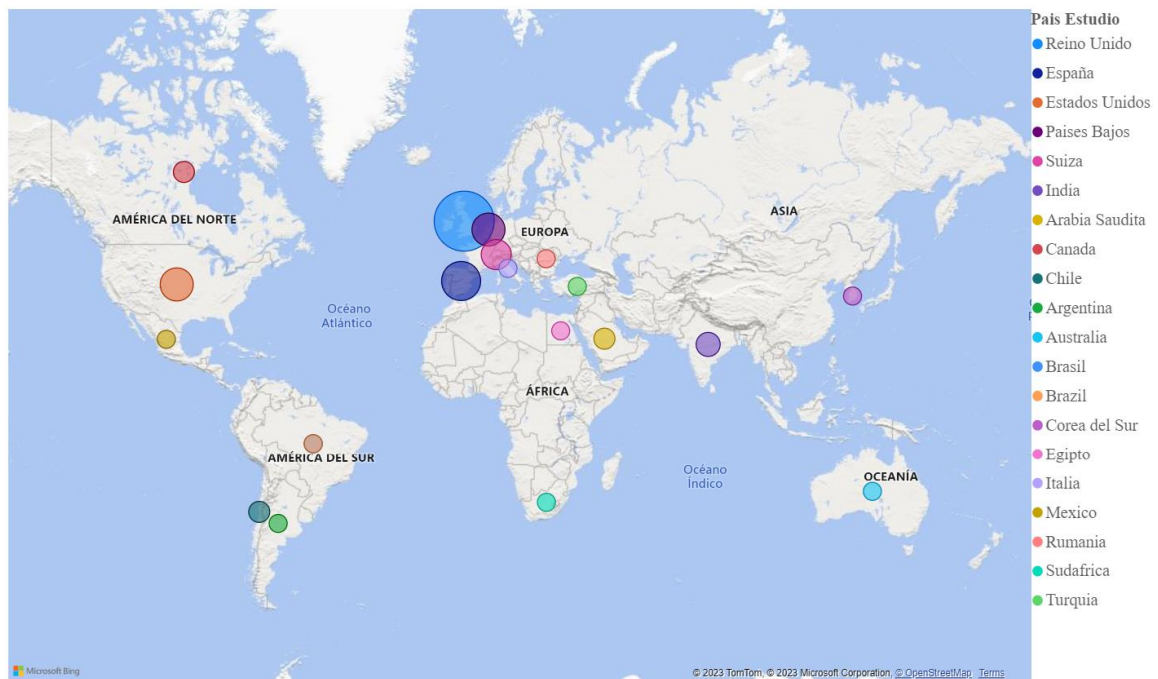 AMÉRICA DEL NORTE
EUROPA
ASIA
Océano
Atlántico
ÁFRICA
AMÉRICA DEL SUR
Océano
Índico
OCEANÍA
Microsoft Bing
© 2023 TomTom, © 2023 Microsoft Corporation, © OpenStreetMap Terms
Pais Estudio
Reino Unido
España
Estados Unidos
Paises Bajos
Suiza
India
Arabia Saudita
Canada
Chile
Argentina
Australia
Brasil
Brazil
Corea del Sur
Egipto
Italia
Mexico
Rumania
Sudafrica
Turquia